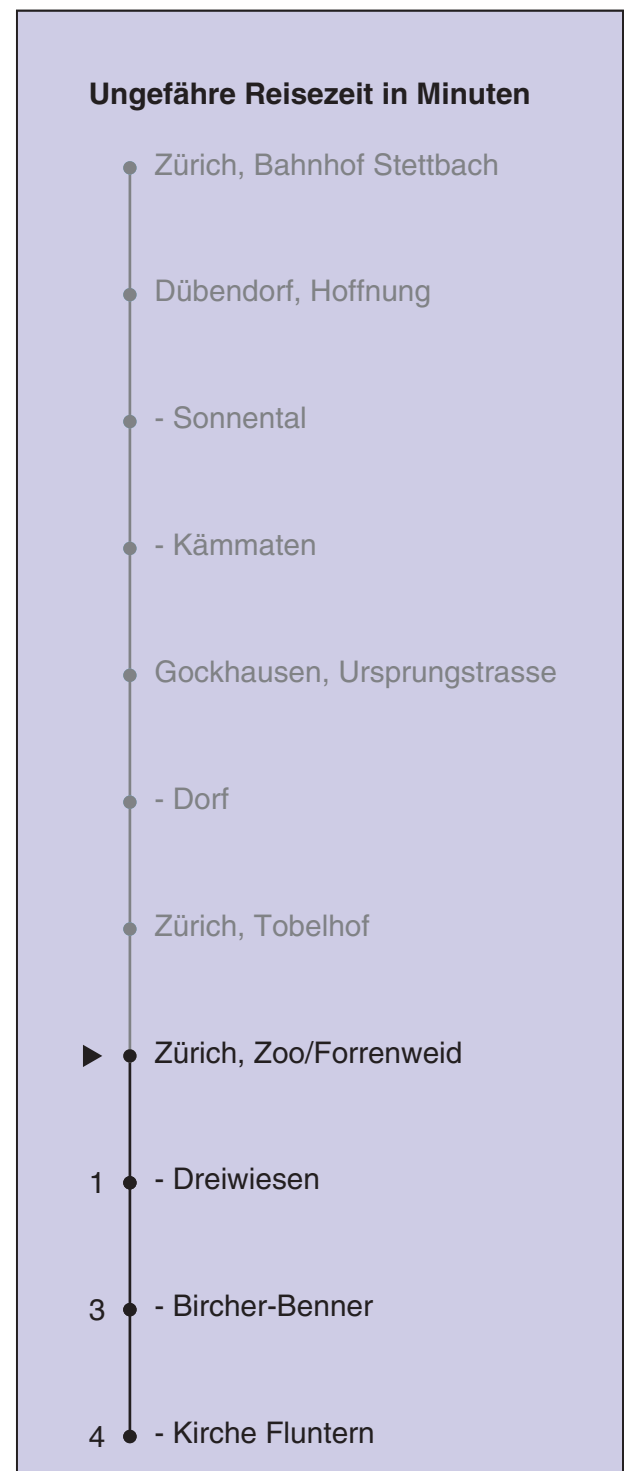 Ungefähre Reisezeit in Minuten
Zürich, Bahnhof Stettbach
Dübendorf, Hoffnung
- Sonnental
- Kämmaten
Gockhausen, Ursprungstrasse
- Dorf
Zürich, Tobelhof
Zürich, Zoo/Forrenweid
1 - Dreiwiesen
3 - Bircher-Benner
4 - Kirche Fluntern